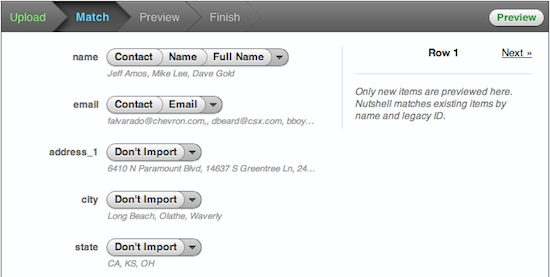 Upload Match Preview Finish Preview
name Contact Name Full Name
Jeff Amos, Mike Lee, Dave Gold
email Contact Email
falvarado@chevron.com,, dbeard@csx.com, bboy...
address_1 Don't Import
6410 N Paramount Blvd, 14637 S Greentree Ln, 24...
city Don't Import
Long Beach, Olathe, Waverly
state Don't Import
CA, KS, OH
Row 1 Next »
Only new items are previewed here.
Nutshell matches existing items by
name and legacy ID.